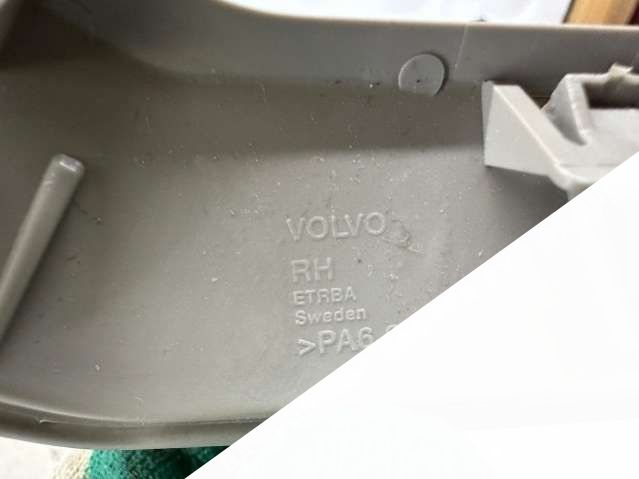 VOLVO
RH
ETRBA
Sweden
>PA6